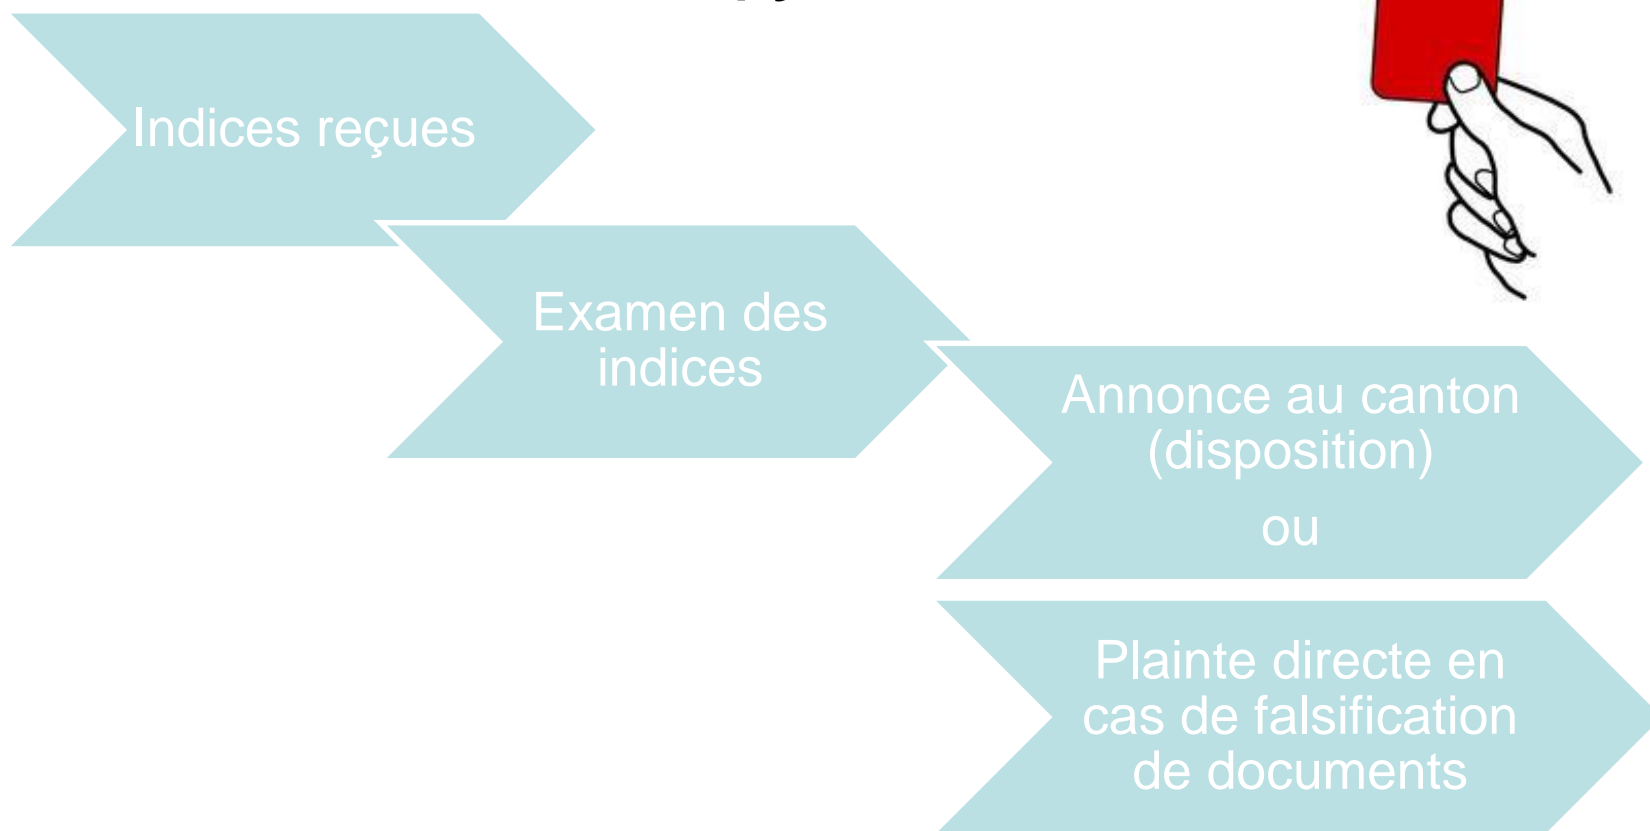 Indices reçues
Examen des
indices
Annonce au canton
(disposition)
ou
Plainte directe en
cas de falsification
de documents